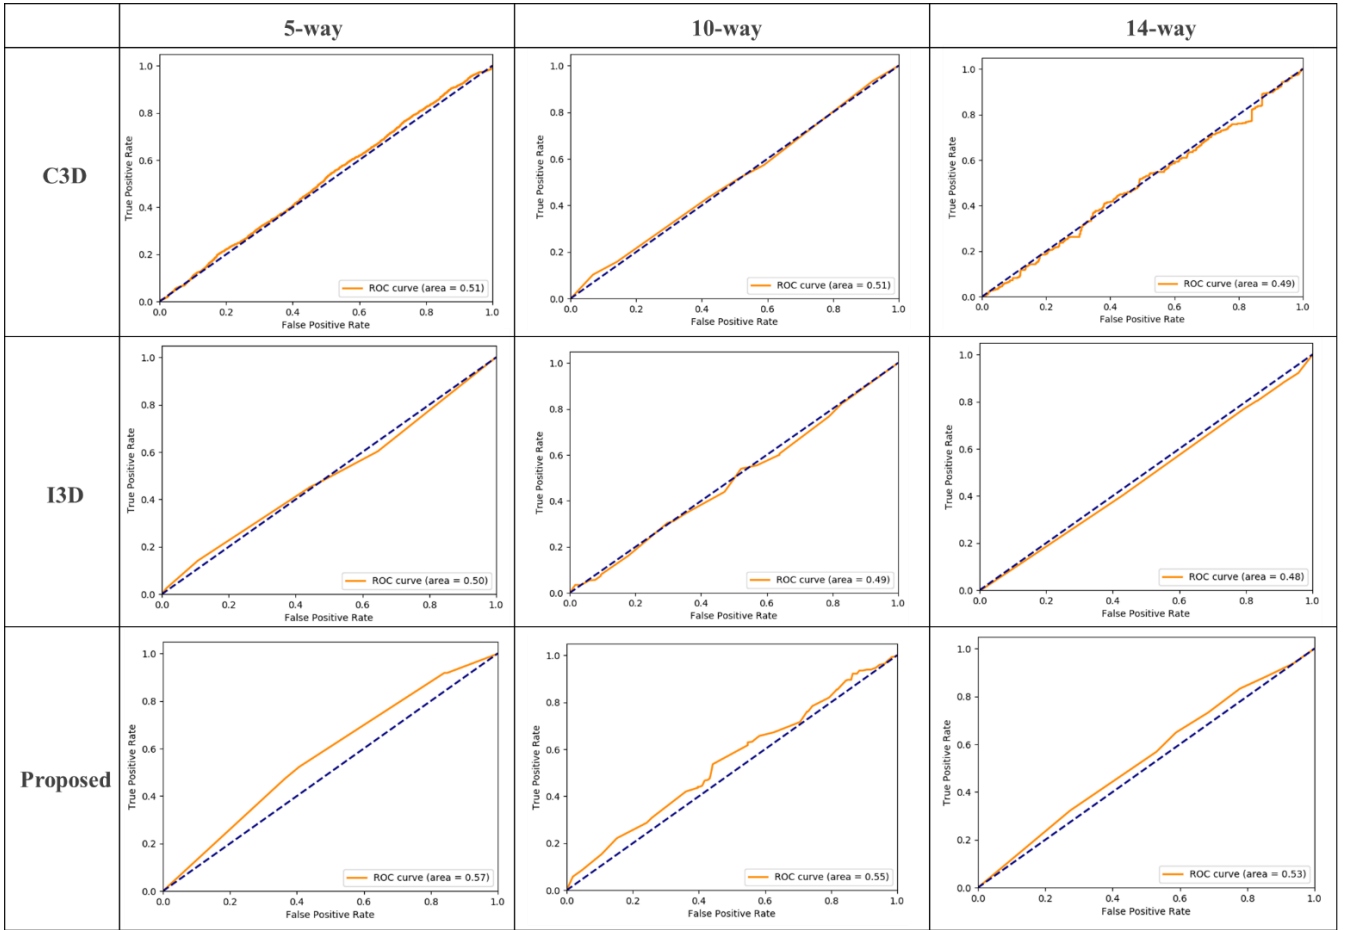 5-way 10-way 14-way
C3D
1.0
0.8
0.6
0.4
0.2
0.0
True Positive Rate
ROC curve (area = 0.51)
0.0 0.2 0.4 0.6 0.8 1.0
False Positive Rate
1.0
0.8
0.6
0.4
0.2
0.0
True Positive Rate
ROC curve (area = 0.51)
0.0 0.2 0.4 0.6 0.8 1.0
False Positive Rate
1.0
0.8
0.6
0.4
0.2
0.0
True Positive Rate
ROC curve (area = 0.49)
0.0 0.2 0.4 0.6 0.8 1.0
False Positive Rate
I3D
1.0
0.8
0.6
0.4
0.2
0.0
True Positive Rate
ROC curve (area = 0.50)
0.0 0.2 0.4 0.6 0.8 1.0
False Positive Rate
1.0
0.8
0.6
0.4
0.2
0.0
True Positive Rate
ROC curve (area = 0.49)
0.0 0.2 0.4 0.6 0.8 1.0
False Positive Rate
1.0
0.8
0.6
0.4
0.2
0.0
True Positive Rate
ROC curve (area = 0.48)
0.0 0.2 0.4 0.6 0.8 1.0
False Positive Rate
Proposed
1.0
0.8
0.6
0.4
0.2
0.0
True Positive Rate
ROC curve (area = 0.57)
0.0 0.2 0.4 0.6 0.8 1.0
False Positive Rate
1.0
0.8
0.6
0.4
0.2
0.0
True Positive Rate
ROC curve (area = 0.55)
0.0 0.2 0.4 0.6 0.8 1.0
False Positive Rate
1.0
0.8
0.6
0.4
0.2
0.0
True Positive Rate
ROC curve (area = 0.53)
0.0 0.2 0.4 0.6 0.8 1.0
False Positive Rate